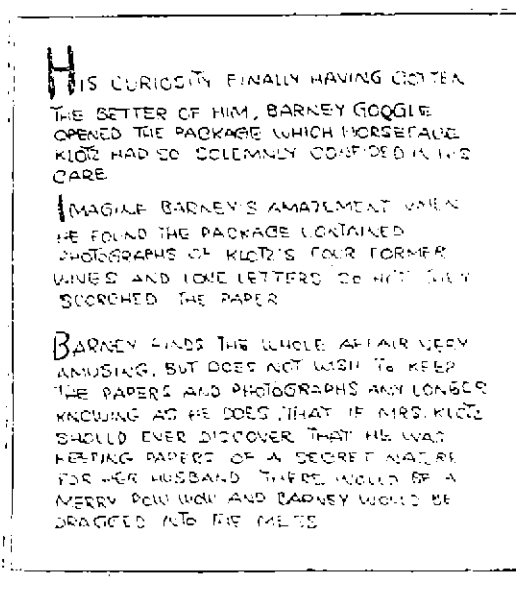 HIS CURIOSITY FINALLY HAVING GOTTEN
THE BETTER OF HIM, BARNEY GOOGLE
OPENED THE PACKAGE WHICH HORSEFACE
KLOTZ HAD SO SOLEMNLY CONFIDED IN HIS
CARE
IMAGINE BARNEY'S AMAZEMENT WHEN
HE FOUND THE PACKAGE CONTAINED
PHOTOGRAPHS OF KLOTZ'S FOUR FORMER
WIVES AND LOVE LETTERS SO HOT THEY
SCORCHED THE PAPER
BARNEY FINDS THE WHOLE AFFAIR VERY
AMUSING, BUT DOES NOT WISH TO KEEP
THE PAPERS AND PHOTOGRAPHS ANY LONGER
KNOWING AS HE DOES, THAT IF MRS. KLOTZ
SHOULD EVER DISCOVER THAT HE WAS
KEEPING PAPERS OF A SECRET NATURE
FOR HER HUSBAND THERE WOULD BE A
MERRY POW WOW AND BARNEY WOULD BE
DRAGGED INTO THE MESS